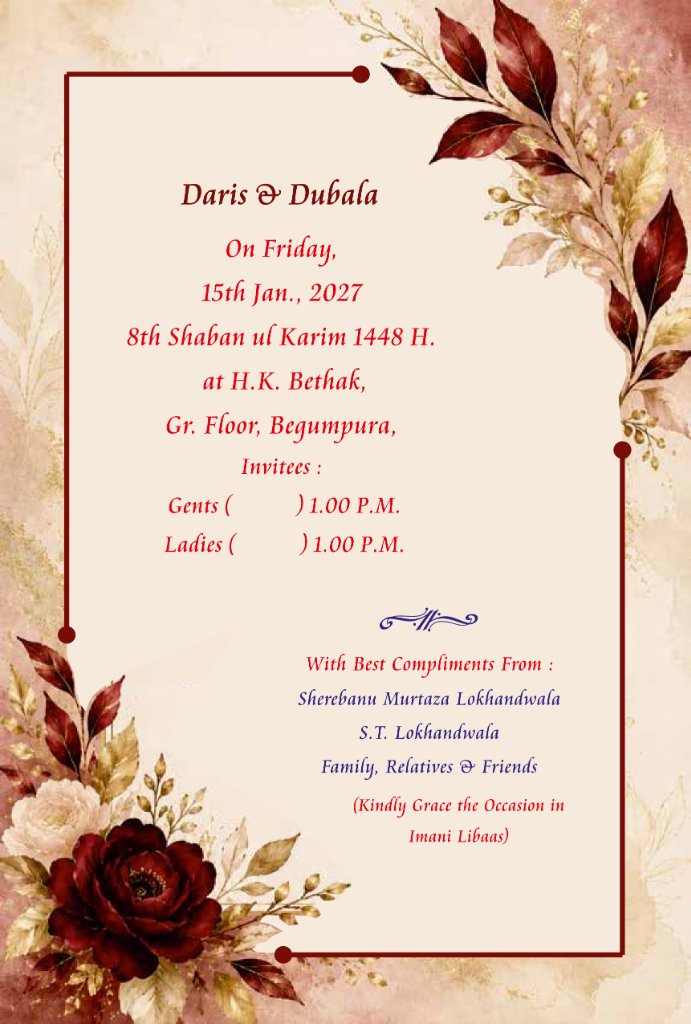 Daris & Dubala
On Friday,
15th Jan., 2027
8th Shaban ul Karim 1448 H.
at H.K. Bethak,
Gr. Floor, Begumpura,
Invitees :
Gents (          ) 1.00 P.M.
Ladies (          ) 1.00 P.M.
With Best Compliments From :
Sherebanu Murtaza Lokhandwala
S.T. Lokhandwala
Family, Relatives & Friends
(Kindly Grace the Occasion in
Imani Libaas)